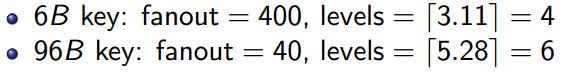 • 6B key: fanout = 400, levels = ⌈3.11⌉ = 4
• 96B key: fanout = 40, levels = ⌈5.28⌉ = 6